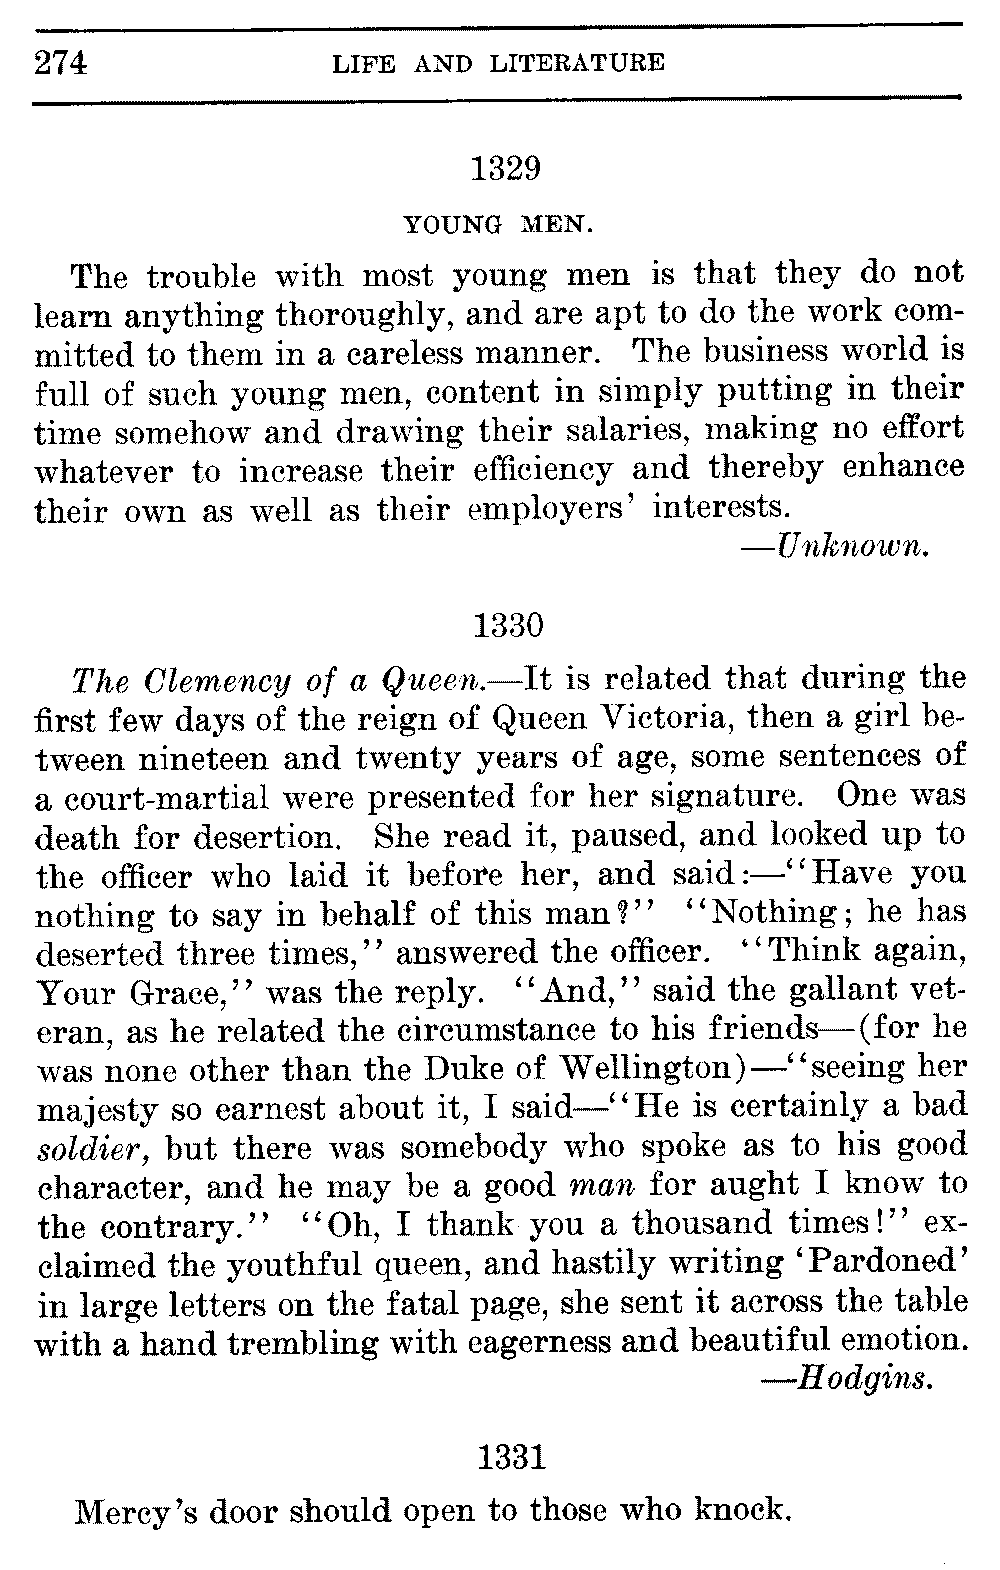 274 LIFE AND LITERATURE
1329
YOUNG MEN.
The trouble with most young men is that they do not
learn anything thoroughly, and are apt to do the work com-
mitted to them in a careless manner. The business world is
full of such young men, content in simply putting in their
time somehow and drawing their salaries, making no effort
whatever to increase their efficiency and thereby enhance
their own as well as their employers' interests.
—Unknown.
1330
The Clemency of a Queen.—It is related that during the
first few days of the reign of Queen Victoria, then a girl be-
tween nineteen and twenty years of age, some sentences of
a court-martial were presented for her signature. One was
death for desertion. She read it, paused, and looked up to
the officer who laid it before her, and said:—"Have you
nothing to say in behalf of this man?" "Nothing; he has
deserted three times," answered the officer. "Think again,
Your Grace," was the reply. "And," said the gallant vet-
eran, as he related the circumstance to his friends—(for he
was none other than the Duke of Wellington)—"seeing her
majesty so earnest about it, I said—"He is certainly a bad
soldier, but there was somebody who spoke as to his good
character, and he may be a good man for aught I know to
the contrary." "Oh, I thank you a thousand times!" ex-
claimed the youthful queen, and hastily writing 'Pardoned'
in large letters on the fatal page, she sent it across the table
with a hand trembling with eagerness and beautiful emotion.
—Hodgins.
1331
Mercy's door should open to those who knock.